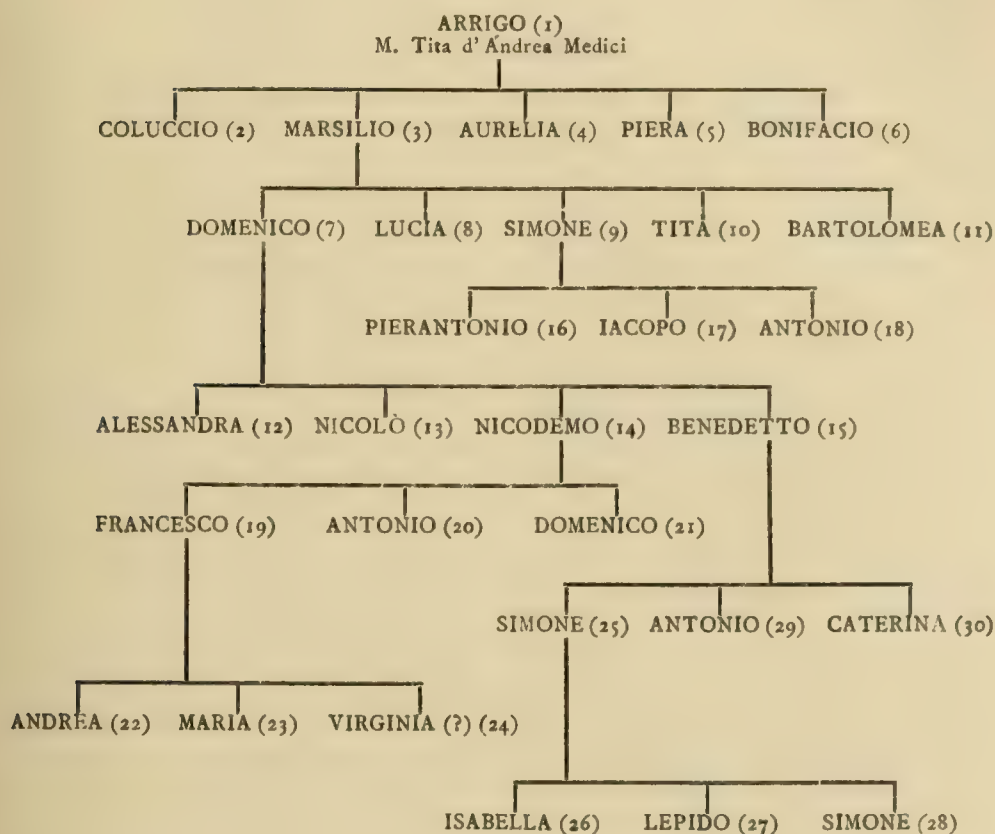 ARRIGO (1)
M. Tita d'Andrea Medici
COLUCCIO (2) MARSILIO (3) AURELIA (4) PIERA (5) BONIFACIO (6)
DOMENICO (7) LUCIA (8) SIMONE (9) TITA (10) BARTOLOMEA (11)
PIERANTONIO (16) IACOPO (17) ANTONIO (18)
ALESSANDRA (12) NICOLÒ (13) NICODEMO (14) BENEDETTO (15)
FRANCESCO (19) ANTONIO (20) DOMENICO (21)
SIMONE (25) ANTONIO (29) CATERINA (30)
ANDREA (22) MARIA (23) VIRGINIA (?) (24)
ISABELLA (26) LEPIDO (27) SIMONE (28)